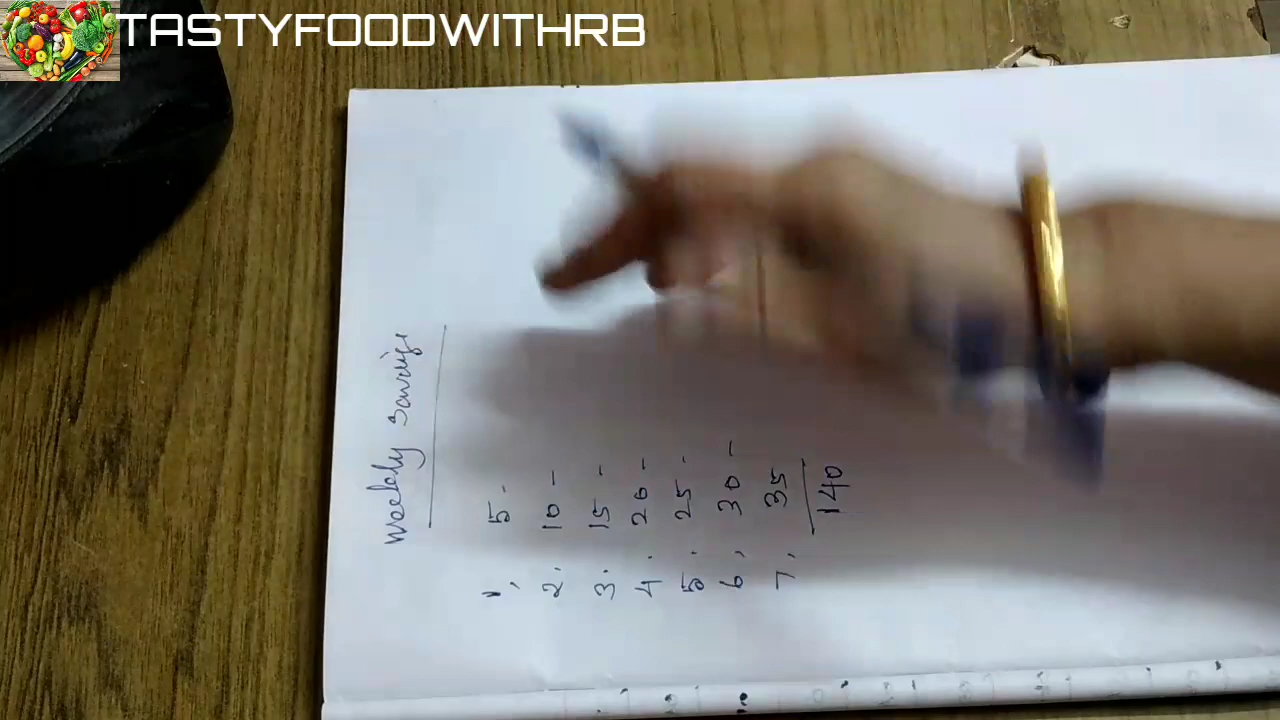 TASTYFOODWITHRB
Weekly Savings
1, 5 -
2. 10 -
3. 15 -
4. 20 -
5. 25 -
6, 30 -
7, 35
140